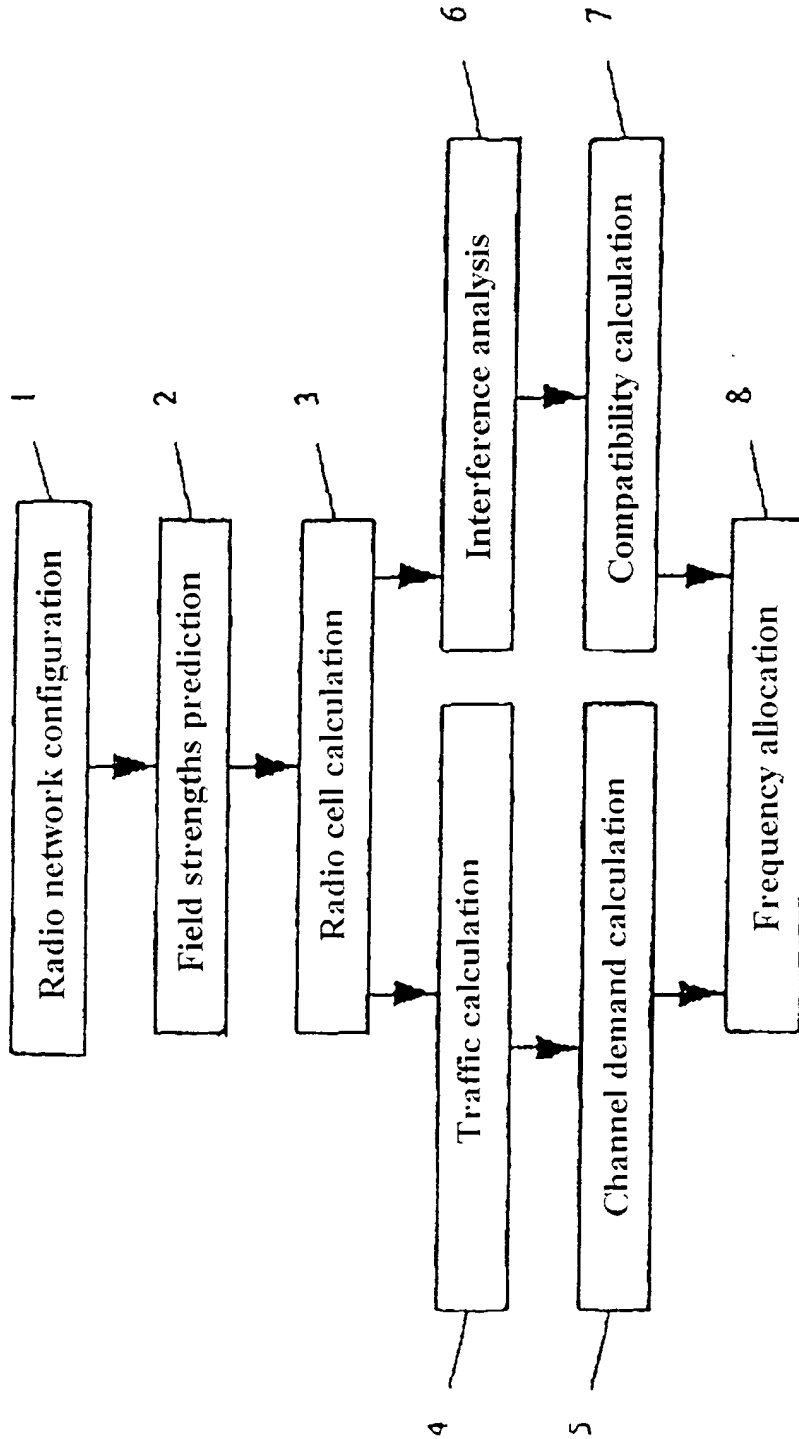 Radio network configuration
1
Field strengths prediction
2
Radio cell calculation
3
Traffic calculation
4
Interference analysis
6
Channel demand calculation
5
Compatibility calculation
7
Frequency allocation
8